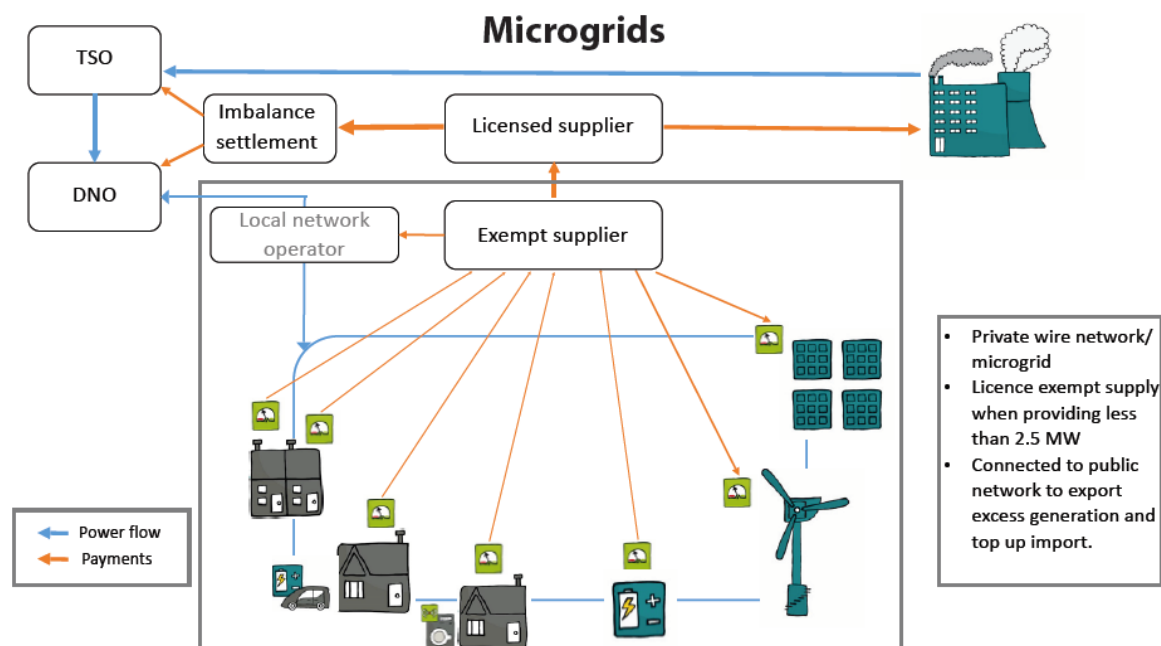 Microgrids
TSO
Imbalance
settlement
Licensed supplier
DNO
Local network
operator
Exempt supplier
• Private wire network/
microgrid
• Licence exempt supply
when providing less
than 2.5 MW
• Connected to public
network to export
excess generation and
top up import.
Power flow
Payments